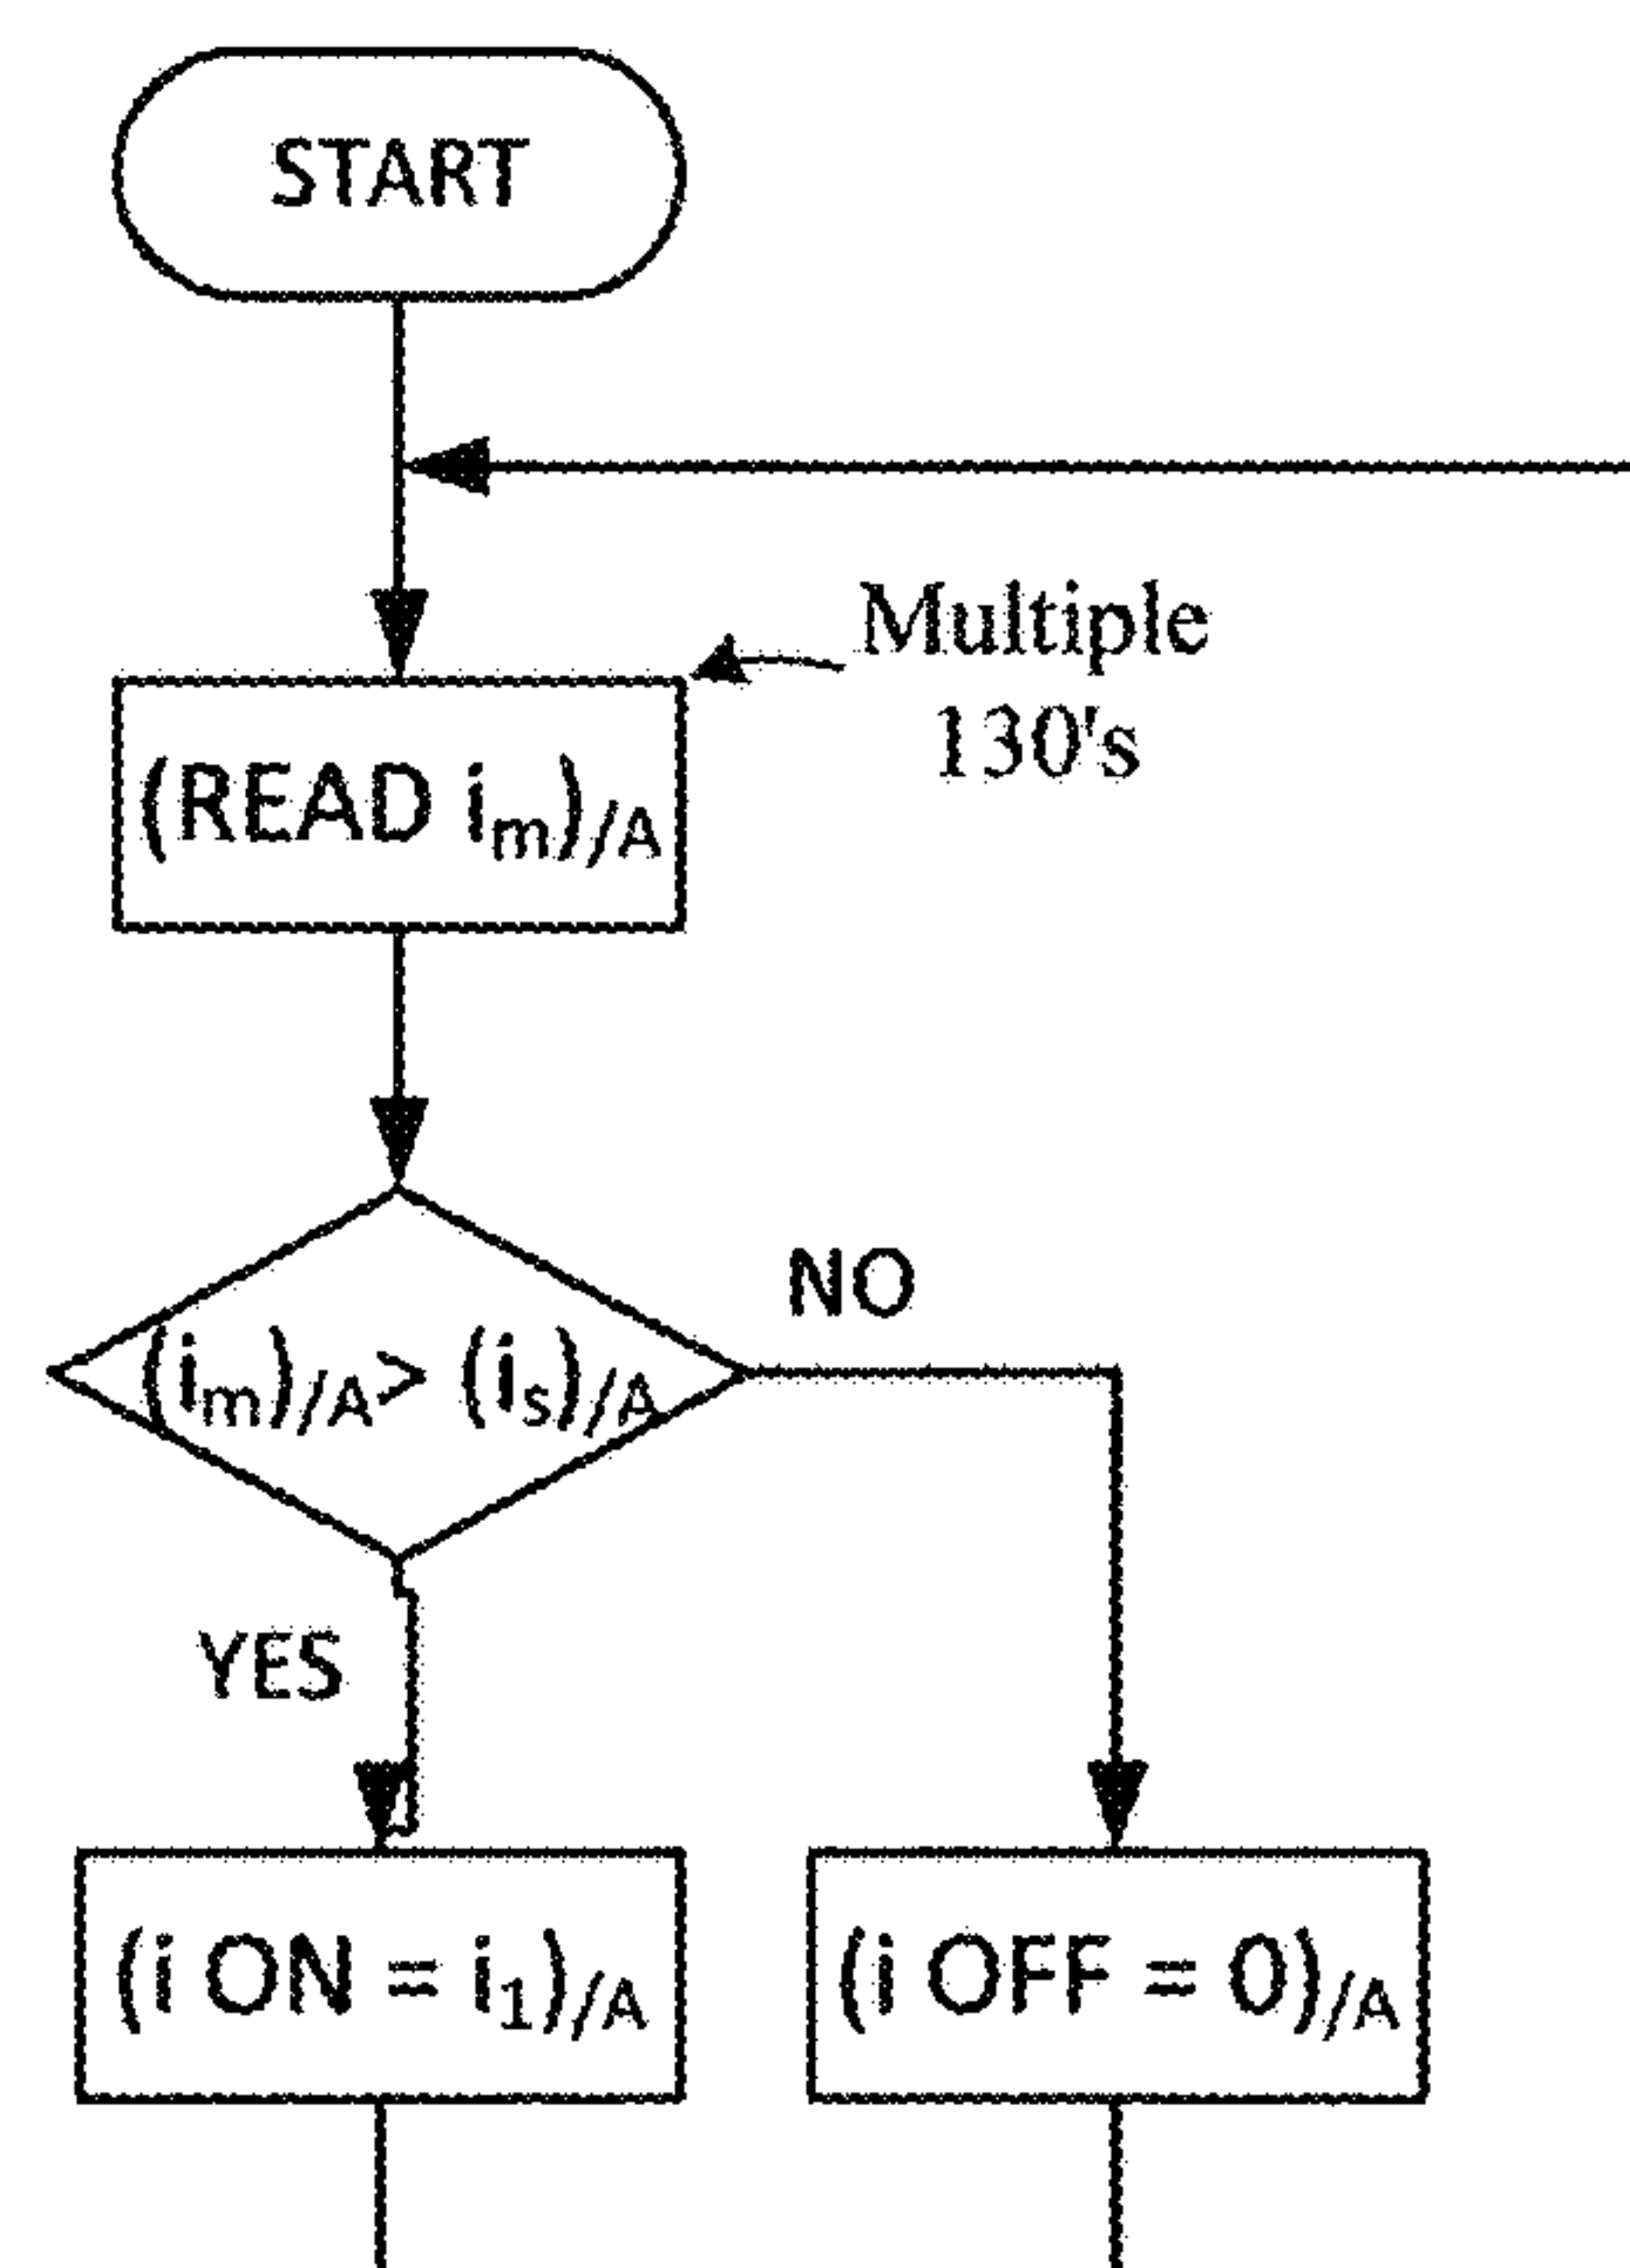 START
Multiple
130's
(READ iₘ)/A
(iₘ)/A> (iₛ)/A
NO
YES
(i ON = i₁)/A
(i OFF = 0)/A